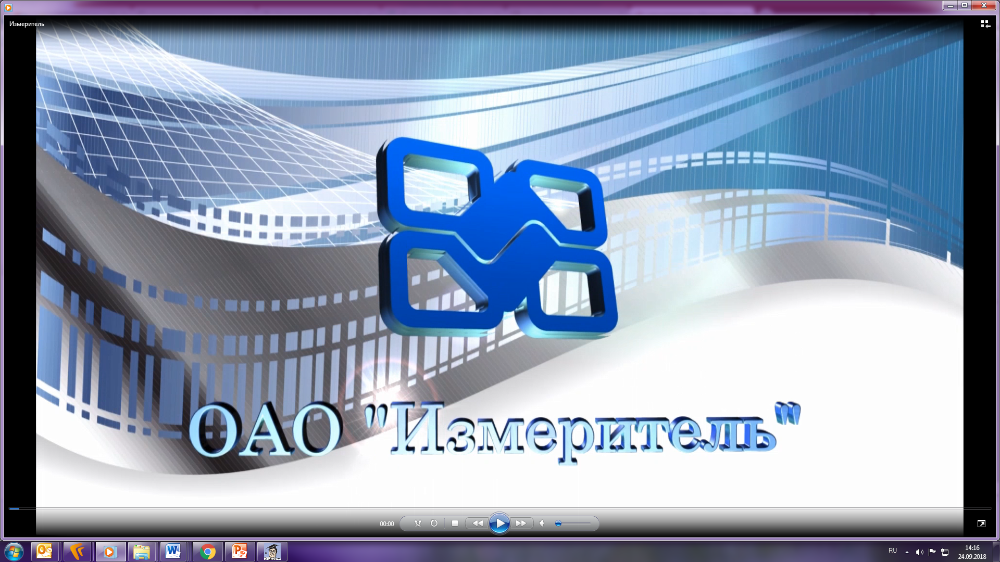 Измеритель
ОАО "Измеритель"
00:00
RU
14:16
24.09.2018